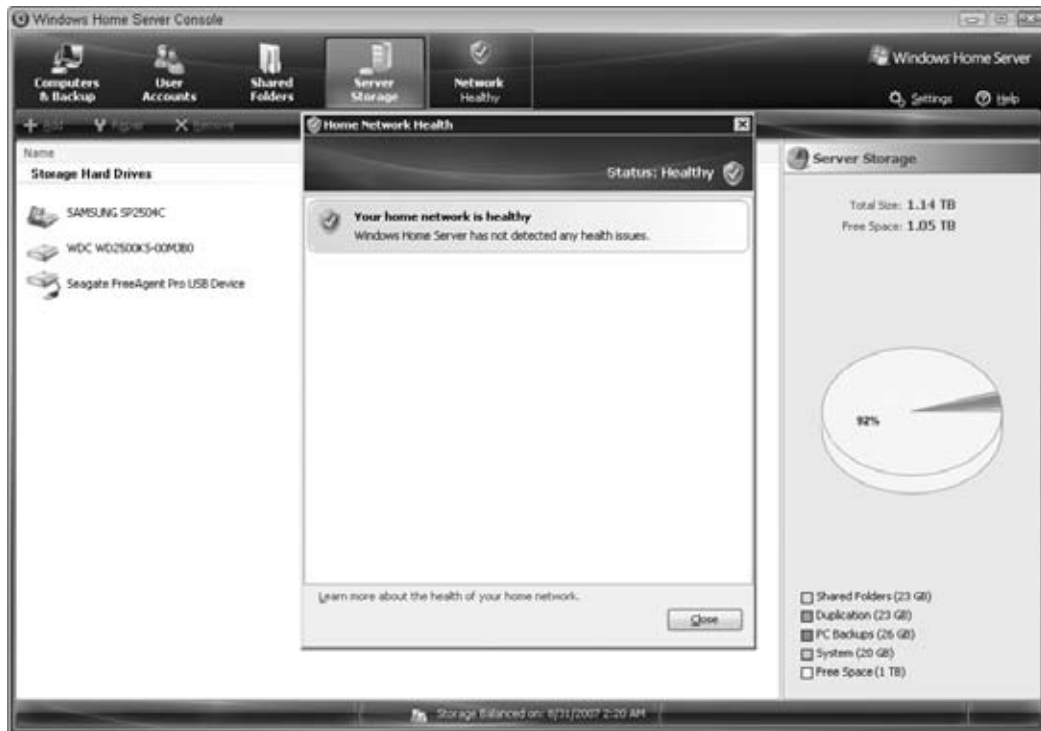 Windows Home Server Console
Computers & Backup
User Accounts
Shared Folders
Server Storage
Network Healthy
Windows Home Server
Settings
Help
Add
Repair
Remove
Name
Storage Hard Drives
SAMSUNG SP2504C
WDC WD2500KS-00MJB0
Seagate FreeAgent Pro USB Device
Home Network Health
Status: Healthy
Your home network is healthy
Windows Home Server has not detected any health issues.
Learn more about the health of your home network.
Close
Server Storage
Total Size: 1.14 TB
Free Space: 1.05 TB
92%
Shared Folders (23 GB)
Duplication (23 GB)
PC Backups (26 GB)
System (20 GB)
Free Space (1 TB)
Storage Balanced on: 8/31/2007 2:20 AM